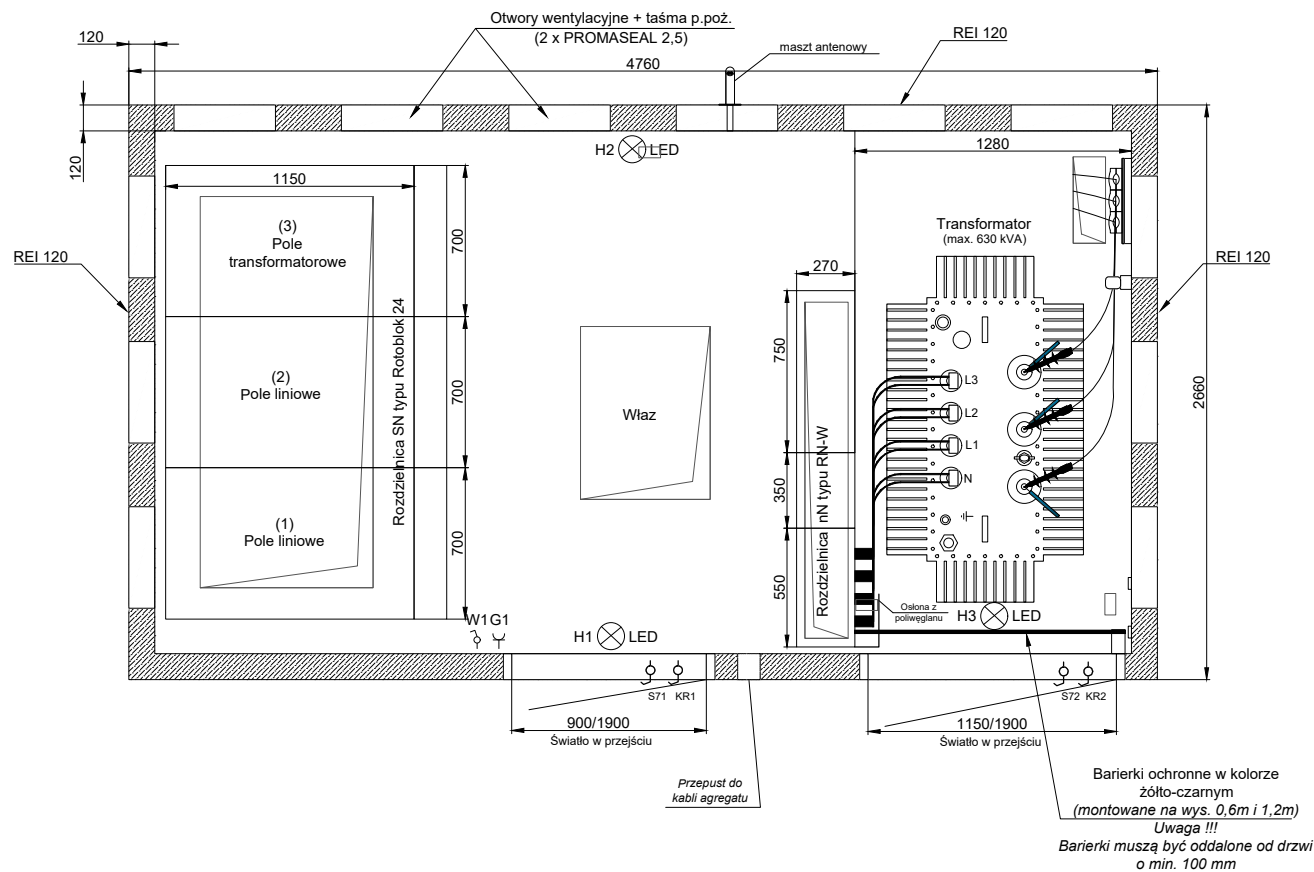 Otwory wentylacyjne + taśma p.poż.
(2 x PROMASEAL 2,5)
120
maszt antenowy
REI 120
4760
120
H2 LED
1280
1150
(3)
Pole
transformatorowe
700
Transformator
(max. 630 kVA)
REI 120
REI 120
270
Rozdzielnica SN typu Rotoblok 24
750
(2)
Pole liniowe
700
Właz
L3
L2
L1
N
2660
Rozdzielnica nN typu RN-W
350
(1)
Pole liniowe
700
550
Osłona z
poliwęglanu
W1 G1
H1 LED
H3 LED
S71 KR1
S72 KR2
900/1900
Światło w przejściu
1150/1900
Światło w przejściu
Przepust do
kabli agregatu
Barierki ochronne w kolorze
żółto-czarnym
(montowane na wys. 0,6m i 1,2m)
Uwaga !!!
Barierki muszą być oddalone od drzwi
o min. 100 mm